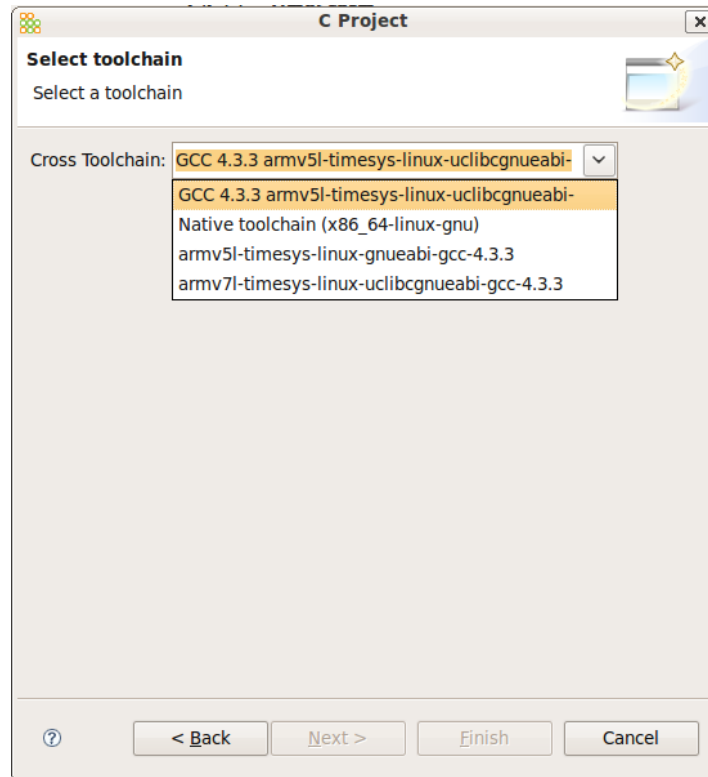 C Project
Select toolchain
Select a toolchain
Cross Toolchain: GCC 4.3.3 armv5l-timesys-linux-uclibcgnueabi-
GCC 4.3.3 armv5l-timesys-linux-uclibcgnueabi-
Native toolchain (x86_64-linux-gnu)
armv5l-timesys-linux-gnueabi-gcc-4.3.3
armv7l-timesys-linux-uclibcgnueabi-gcc-4.3.3
? < Back Next > Finish Cancel